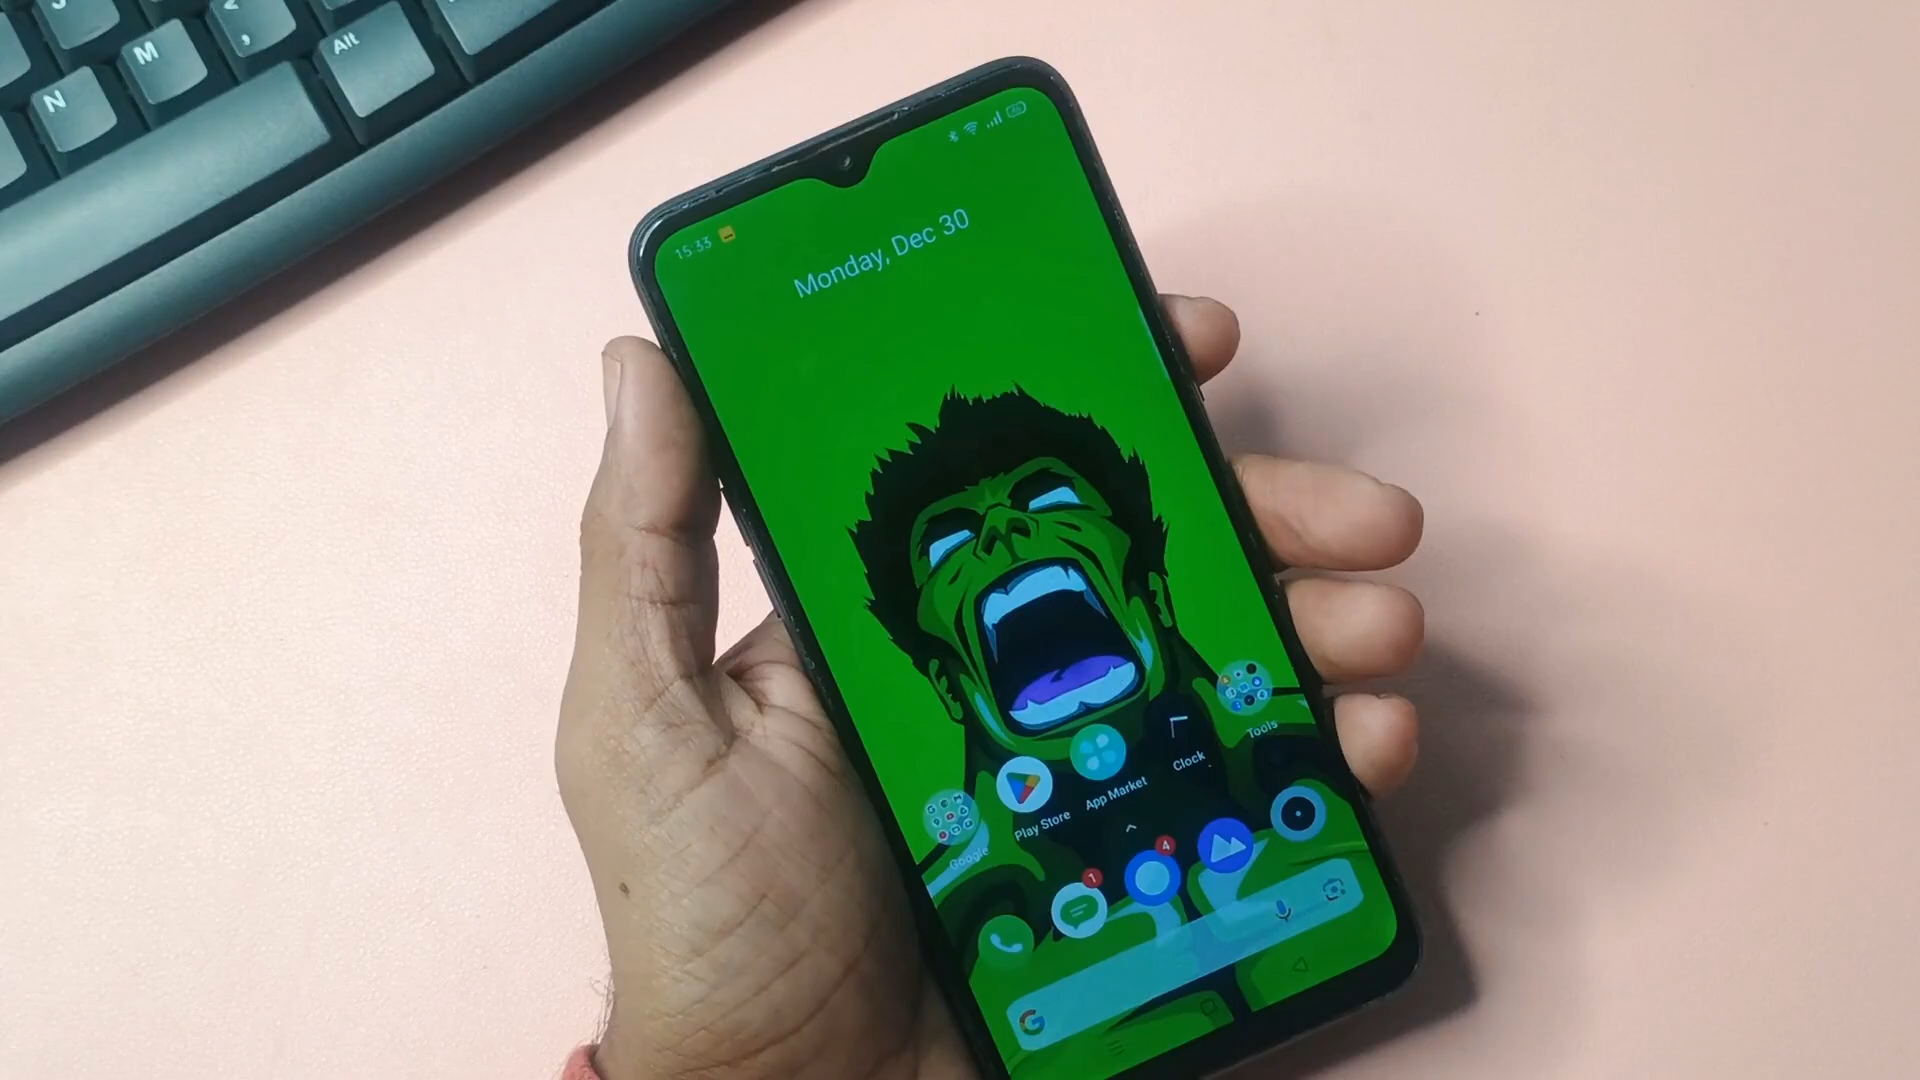 M
Alt
N
15:33
Monday, Dec 30
Tools
Clock
App Market
Play Store
Google
4
1
G